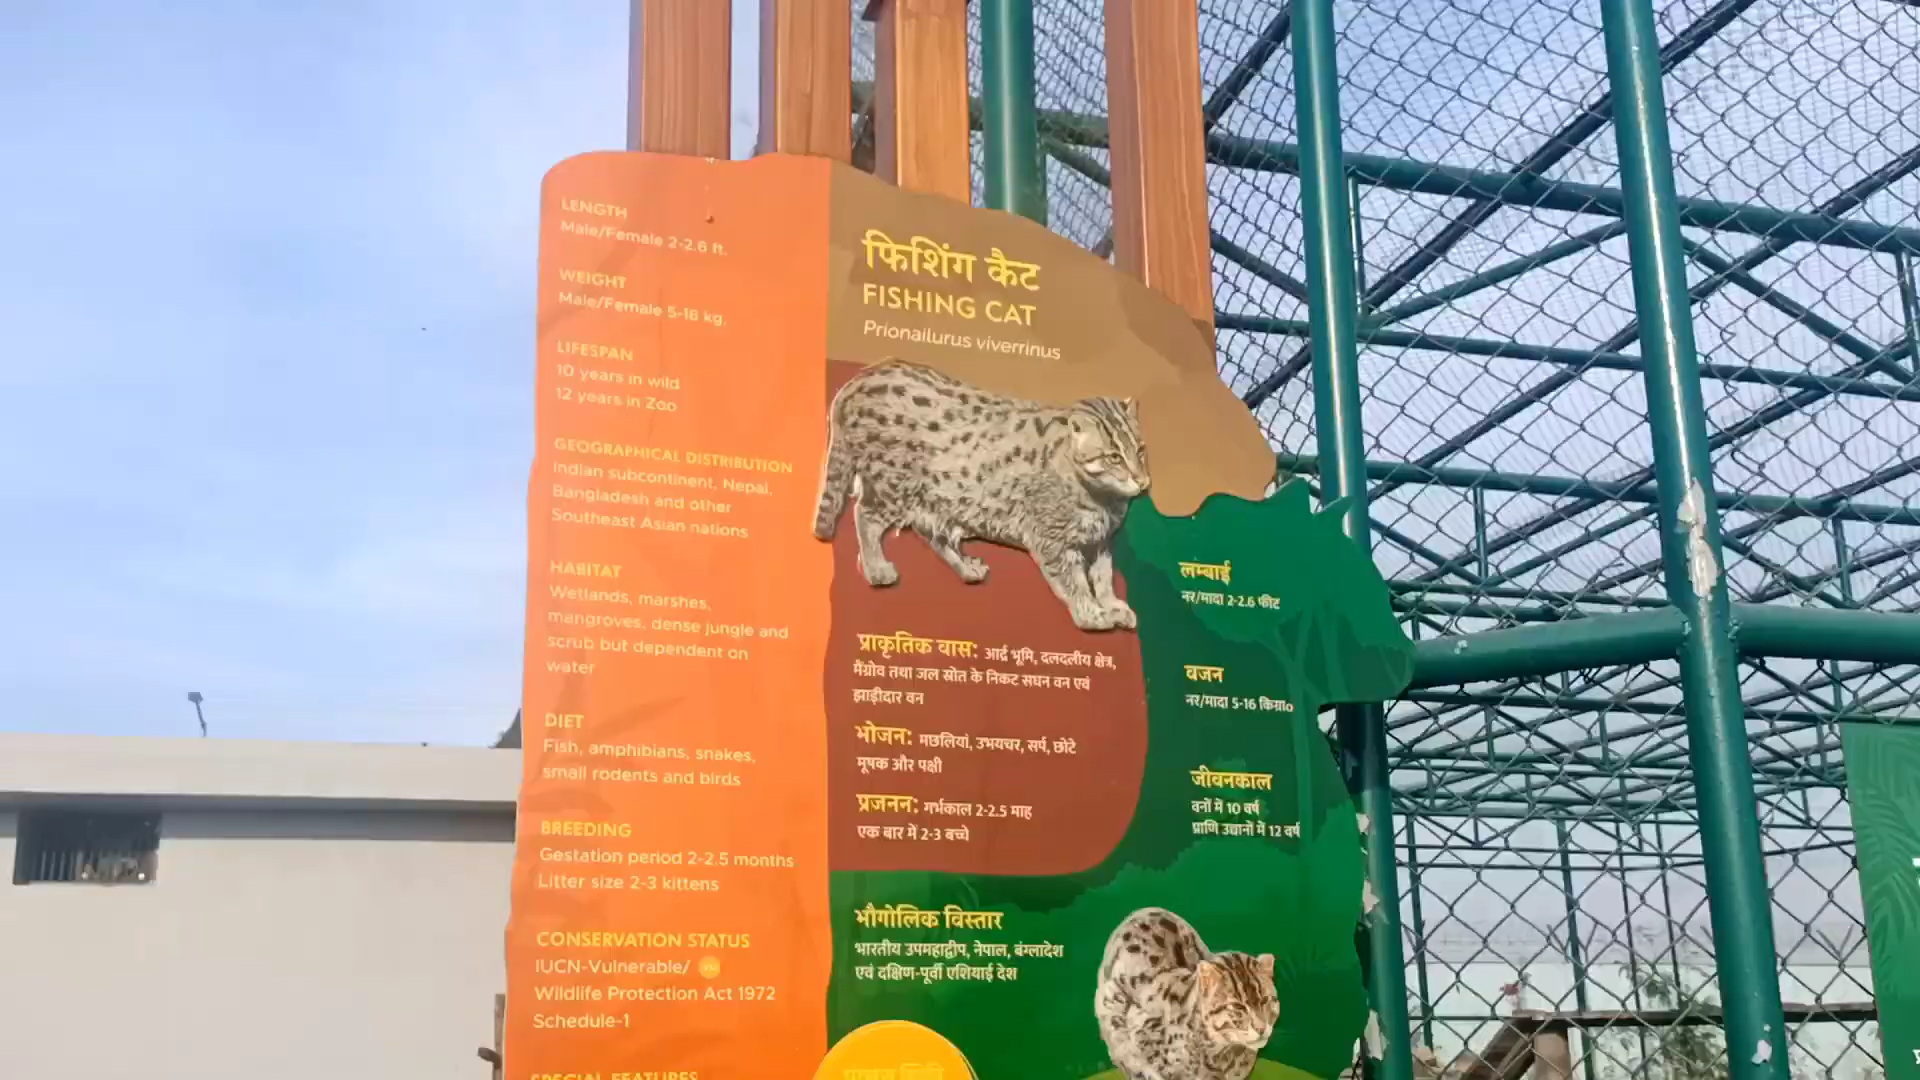 LENGTH
Male/Female 2-2.6 ft.
WEIGHT
Male/Female 5-16 kg.
LIFESPAN
10 years in wild
12 years in Zoo
GEOGRAPHICAL DISTRIBUTION
Indian subcontinent, Nepal,
Bangladesh and other
Southeast Asian nations
HABITAT
Wetlands, marshes,
mangroves, dense jungle and
scrub but dependent on
water
DIET
Fish, amphibians, snakes,
small rodents and birds
BREEDING
Gestation period 2-2.5 months
Litter size 2-3 kittens
CONSERVATION STATUS
IUCN-Vulnerable/
Wildlife Protection Act 1972
Schedule-1
SPECIAL FEATURES
फिशिंग कैट
FISHING CAT
Prionailurus viverrinus
प्राकृतिक वास: आर्द्र भूमि, दलदलीय क्षेत्र,
मैंग्रोव तथा जल स्रोत के निकट सघन वन एवं
झाड़ीदार वन
भोजन: मछलियां, उभयचर, सर्प, छोटे
मूषक और पक्षी
प्रजनन: गर्भकाल 2-2.5 माह
एक बार में 2-3 बच्चे
लम्बाई
नर/मादा 2-2.6 फीट
वजन
नर/मादा 5-16 किग्रा०
जीवनकाल
वनों में 10 वर्ष
प्राणि उद्यानों में 12 वर्ष
भौगोलिक विस्तार
भारतीय उपमहाद्वीप, नेपाल, बंग्लादेश
एवं दक्षिण-पूर्वी एशियाई देश